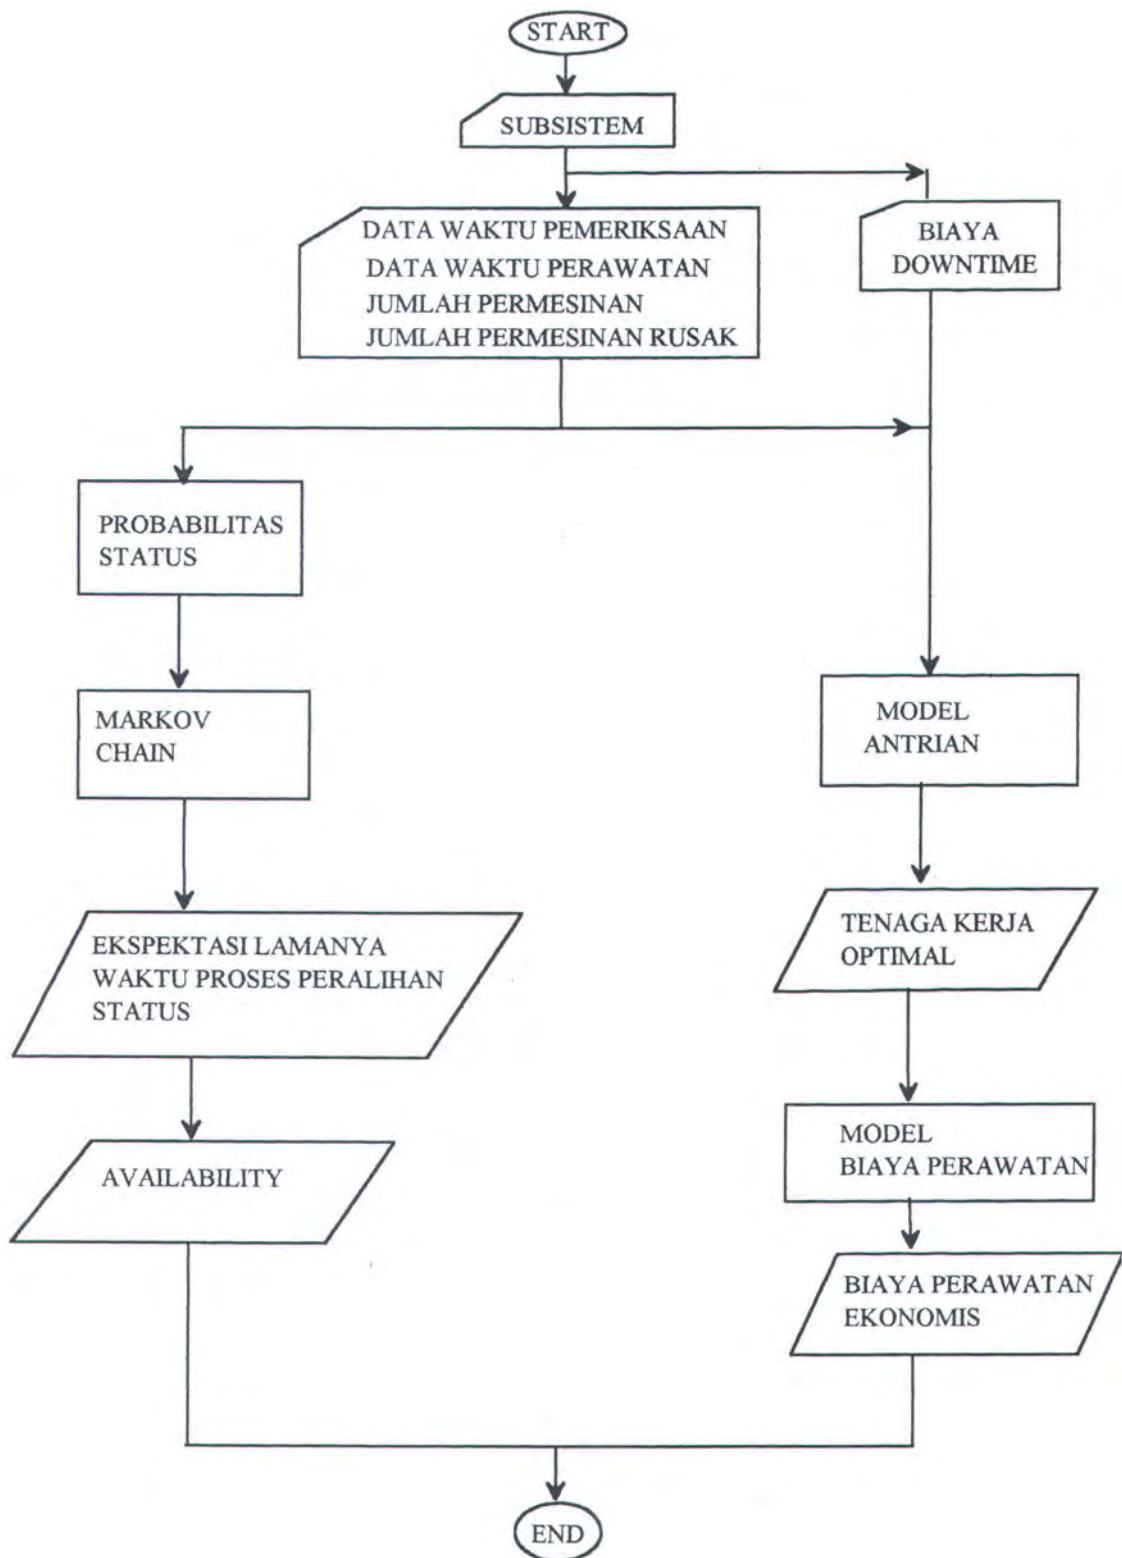 START
SUBSISTEM
DATA WAKTU PEMERIKSAAN
DATA WAKTU PERAWATAN
JUMLAH PERMESINAN
JUMLAH PERMESINAN RUSAK
BIAYA
DOWNTIME
PROBABILITAS
STATUS
MARKOV
CHAIN
MODEL
ANTRIAN
EKSPEKTASI LAMANYA
WAKTU PROSES PERALIHAN
STATUS
TENAGA KERJA
OPTIMAL
AVAILABILITY
MODEL
BIAYA PERAWATAN
BIAYA PERAWATAN
EKONOMIS
END